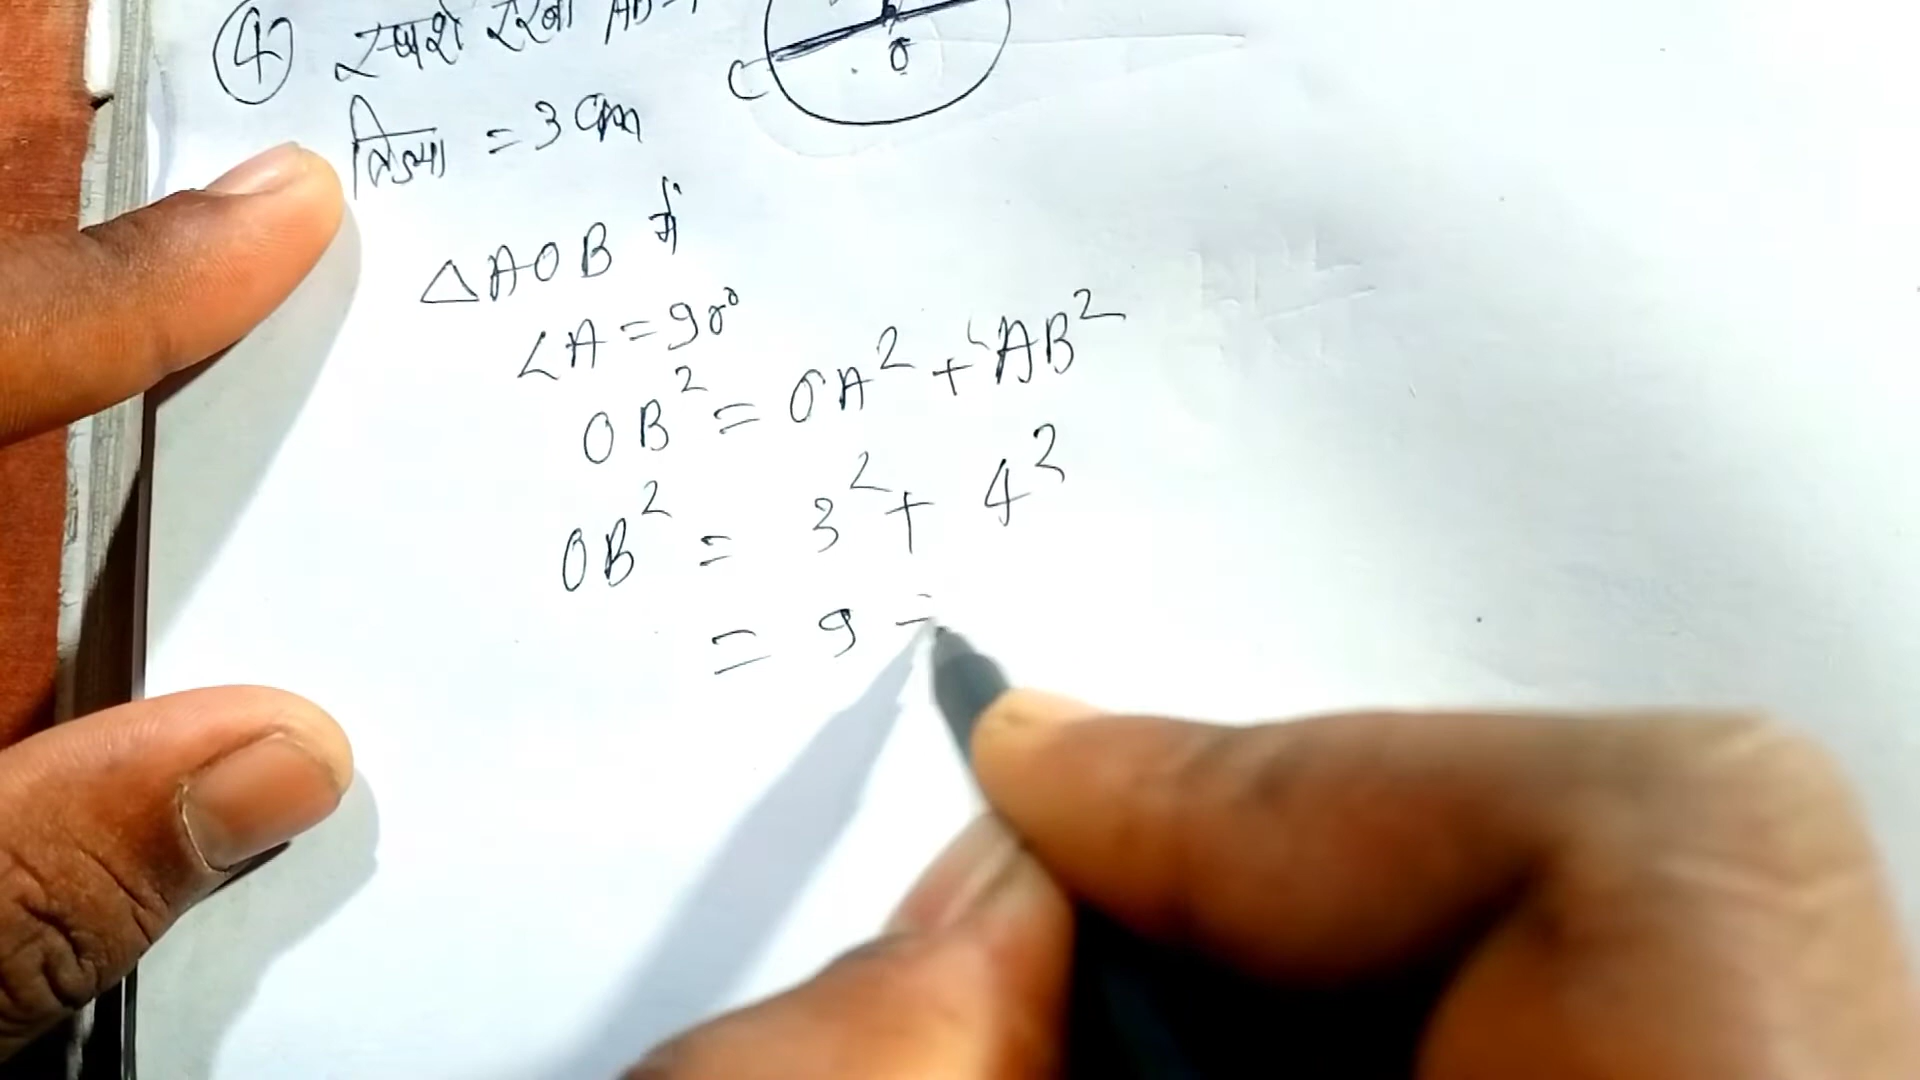 ④ स्पर्श रेखा AB
O
C
त्रिज्या = 3 cm
△AOB में
∠A = 90°
OB² = OA² + AB²
OB² = 3² + 4²
= 9